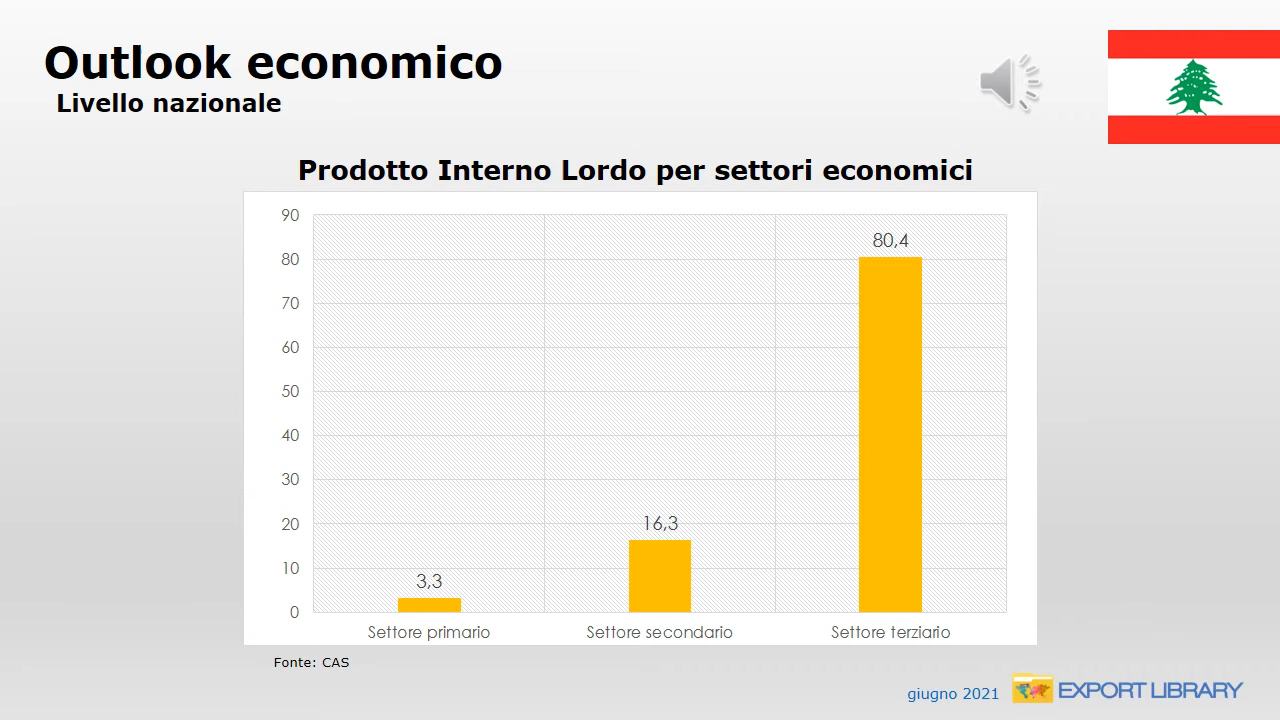 Outlook economico
Livello nazionale
Prodotto Interno Lordo per settori economici
90
80
70
60
50
40
30
20
10
0
80,4
16,3
3,3
Settore primario
Settore secondario
Settore terziario
Fonte: CAS
giugno 2021
EXPORT LIBRARY